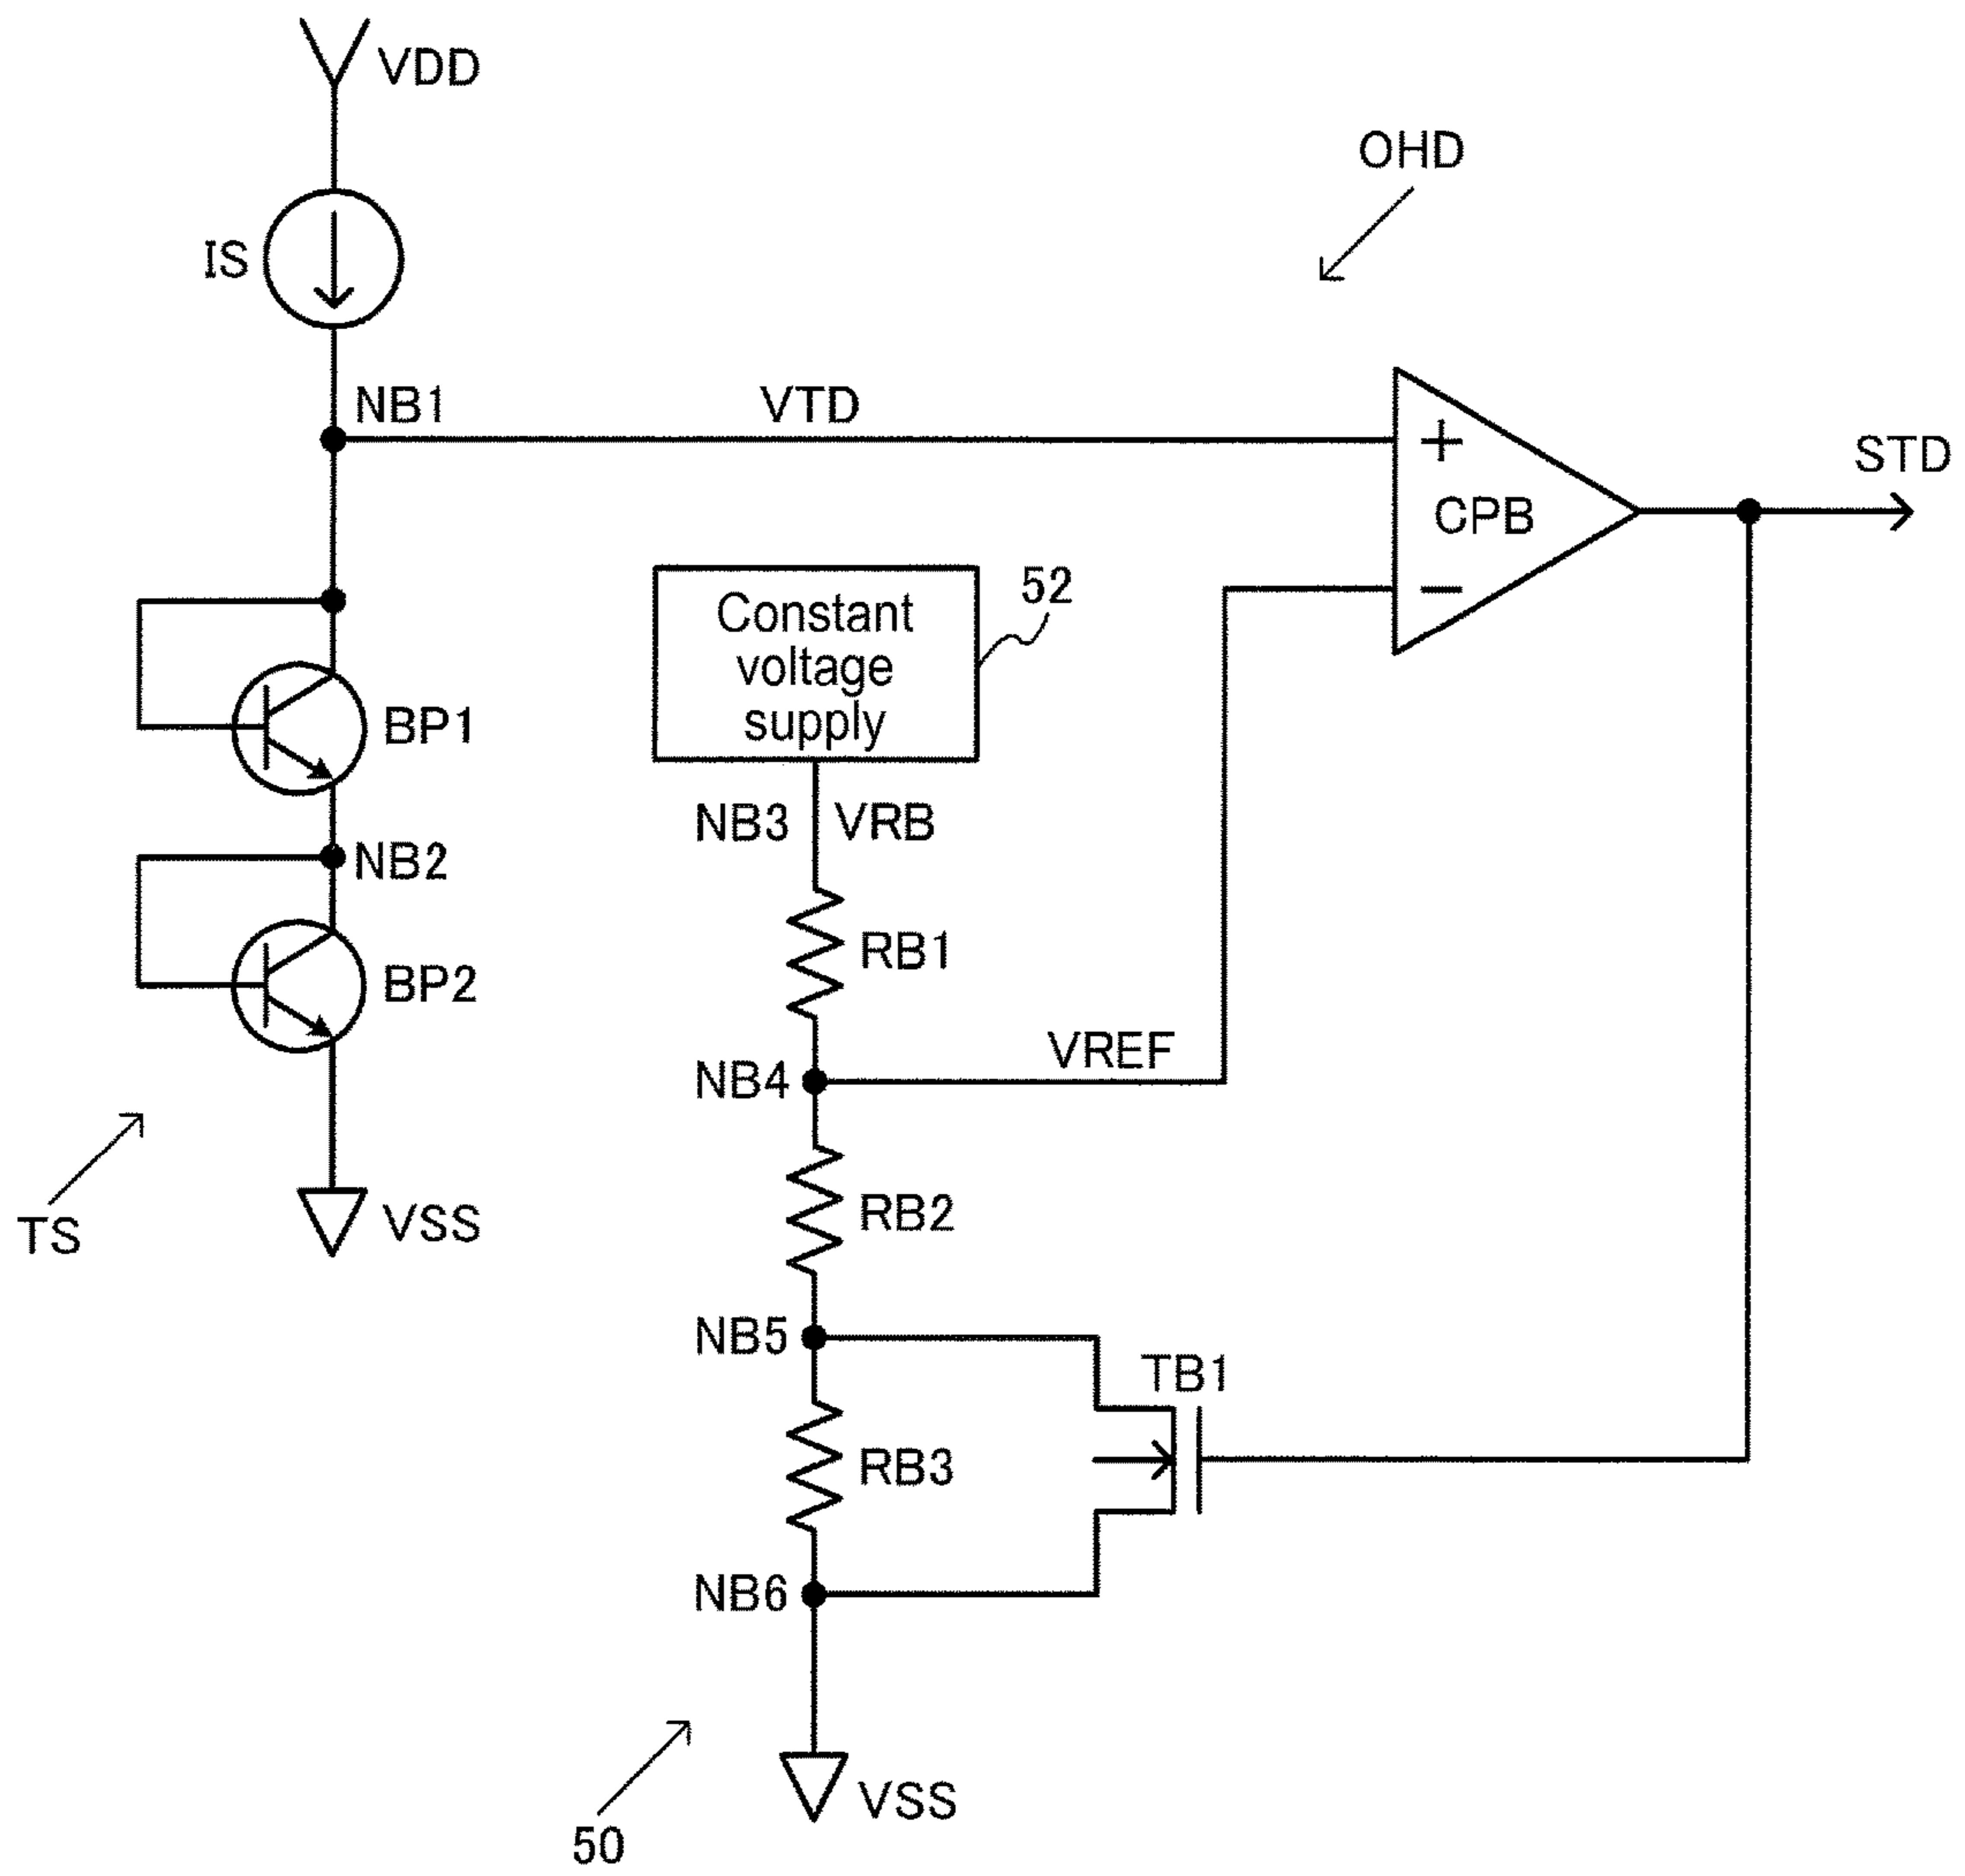 VDD
OHD
IS
NB1
VTD
+
CPB
−
STD
52
Constant
voltage
supply
BP1
NB3
VRB
NB2
RB1
BP2
VREF
NB4
TS
VSS
RB2
NB5
TB1
RB3
NB6
VSS
50